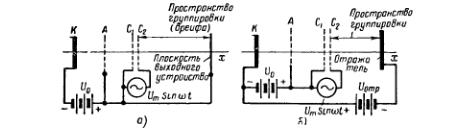 Пространство
группировки
(дрейфа)
К
А
C₁ C₂
x
Плоскость
выходного
устройства
U₀
− +
Uₘ sin ωt
а)
Пространство
группировки
К
А
C₁ C₂
x
Отража
тель
U₀
− +
Uₘ sin ωt
Uотр
+ −
б)